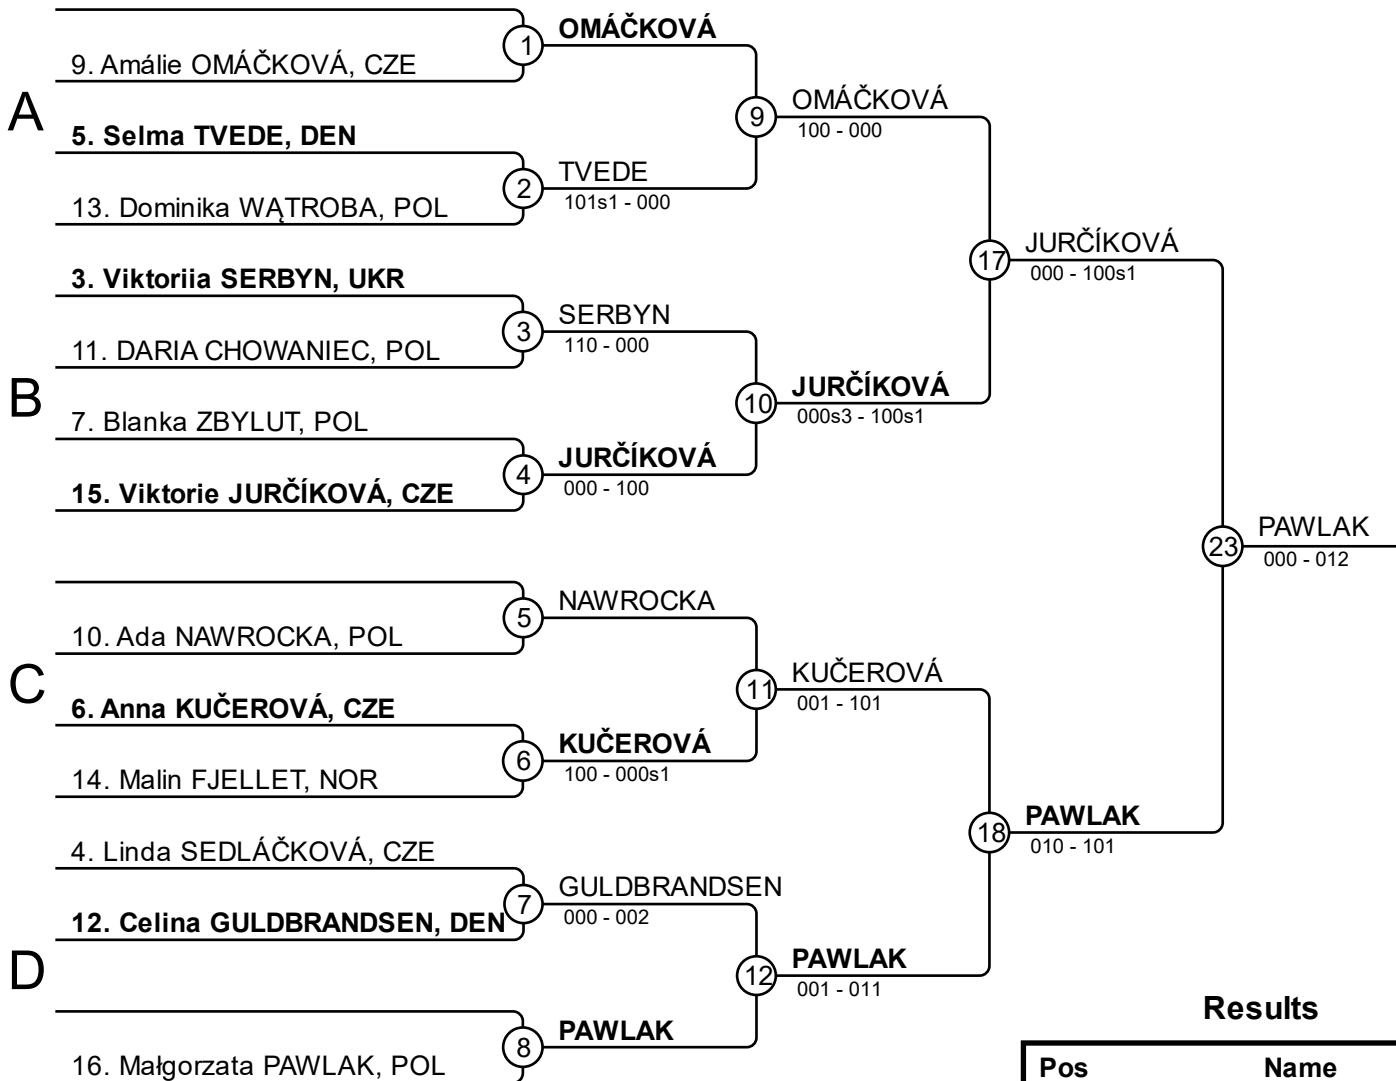 A
9. Amálie OMÁČKOVÁ, CZE
1
OMÁČKOVÁ
5. Selma TVEDE, DEN
13. Dominika WĄTROBA, POL
2
TVEDE
101s1 - 000
9
OMÁČKOVÁ
100 - 000
B
3. Viktoriia SERBYN, UKR
11. DARIA CHOWANIEC, POL
3
SERBYN
110 - 000
7. Blanka ZBYLUT, POL
15. Viktorie JURČÍKOVÁ, CZE
4
JURČÍKOVÁ
000 - 100
10
JURČÍKOVÁ
000s3 - 100s1
17
JURČÍKOVÁ
000 - 100s1
C
10. Ada NAWROCKA, POL
5
NAWROCKA
6. Anna KUČEROVÁ, CZE
14. Malin FJELLET, NOR
6
KUČEROVÁ
100 - 000s1
11
KUČEROVÁ
001 - 101
D
4. Linda SEDLÁČKOVÁ, CZE
12. Celina GULDBRANDSEN, DEN
7
GULDBRANDSEN
000 - 002
16. Małgorzata PAWLAK, POL
8
PAWLAK
12
PAWLAK
001 - 011
18
PAWLAK
010 - 101
23
PAWLAK
000 - 012
Results
Pos Name